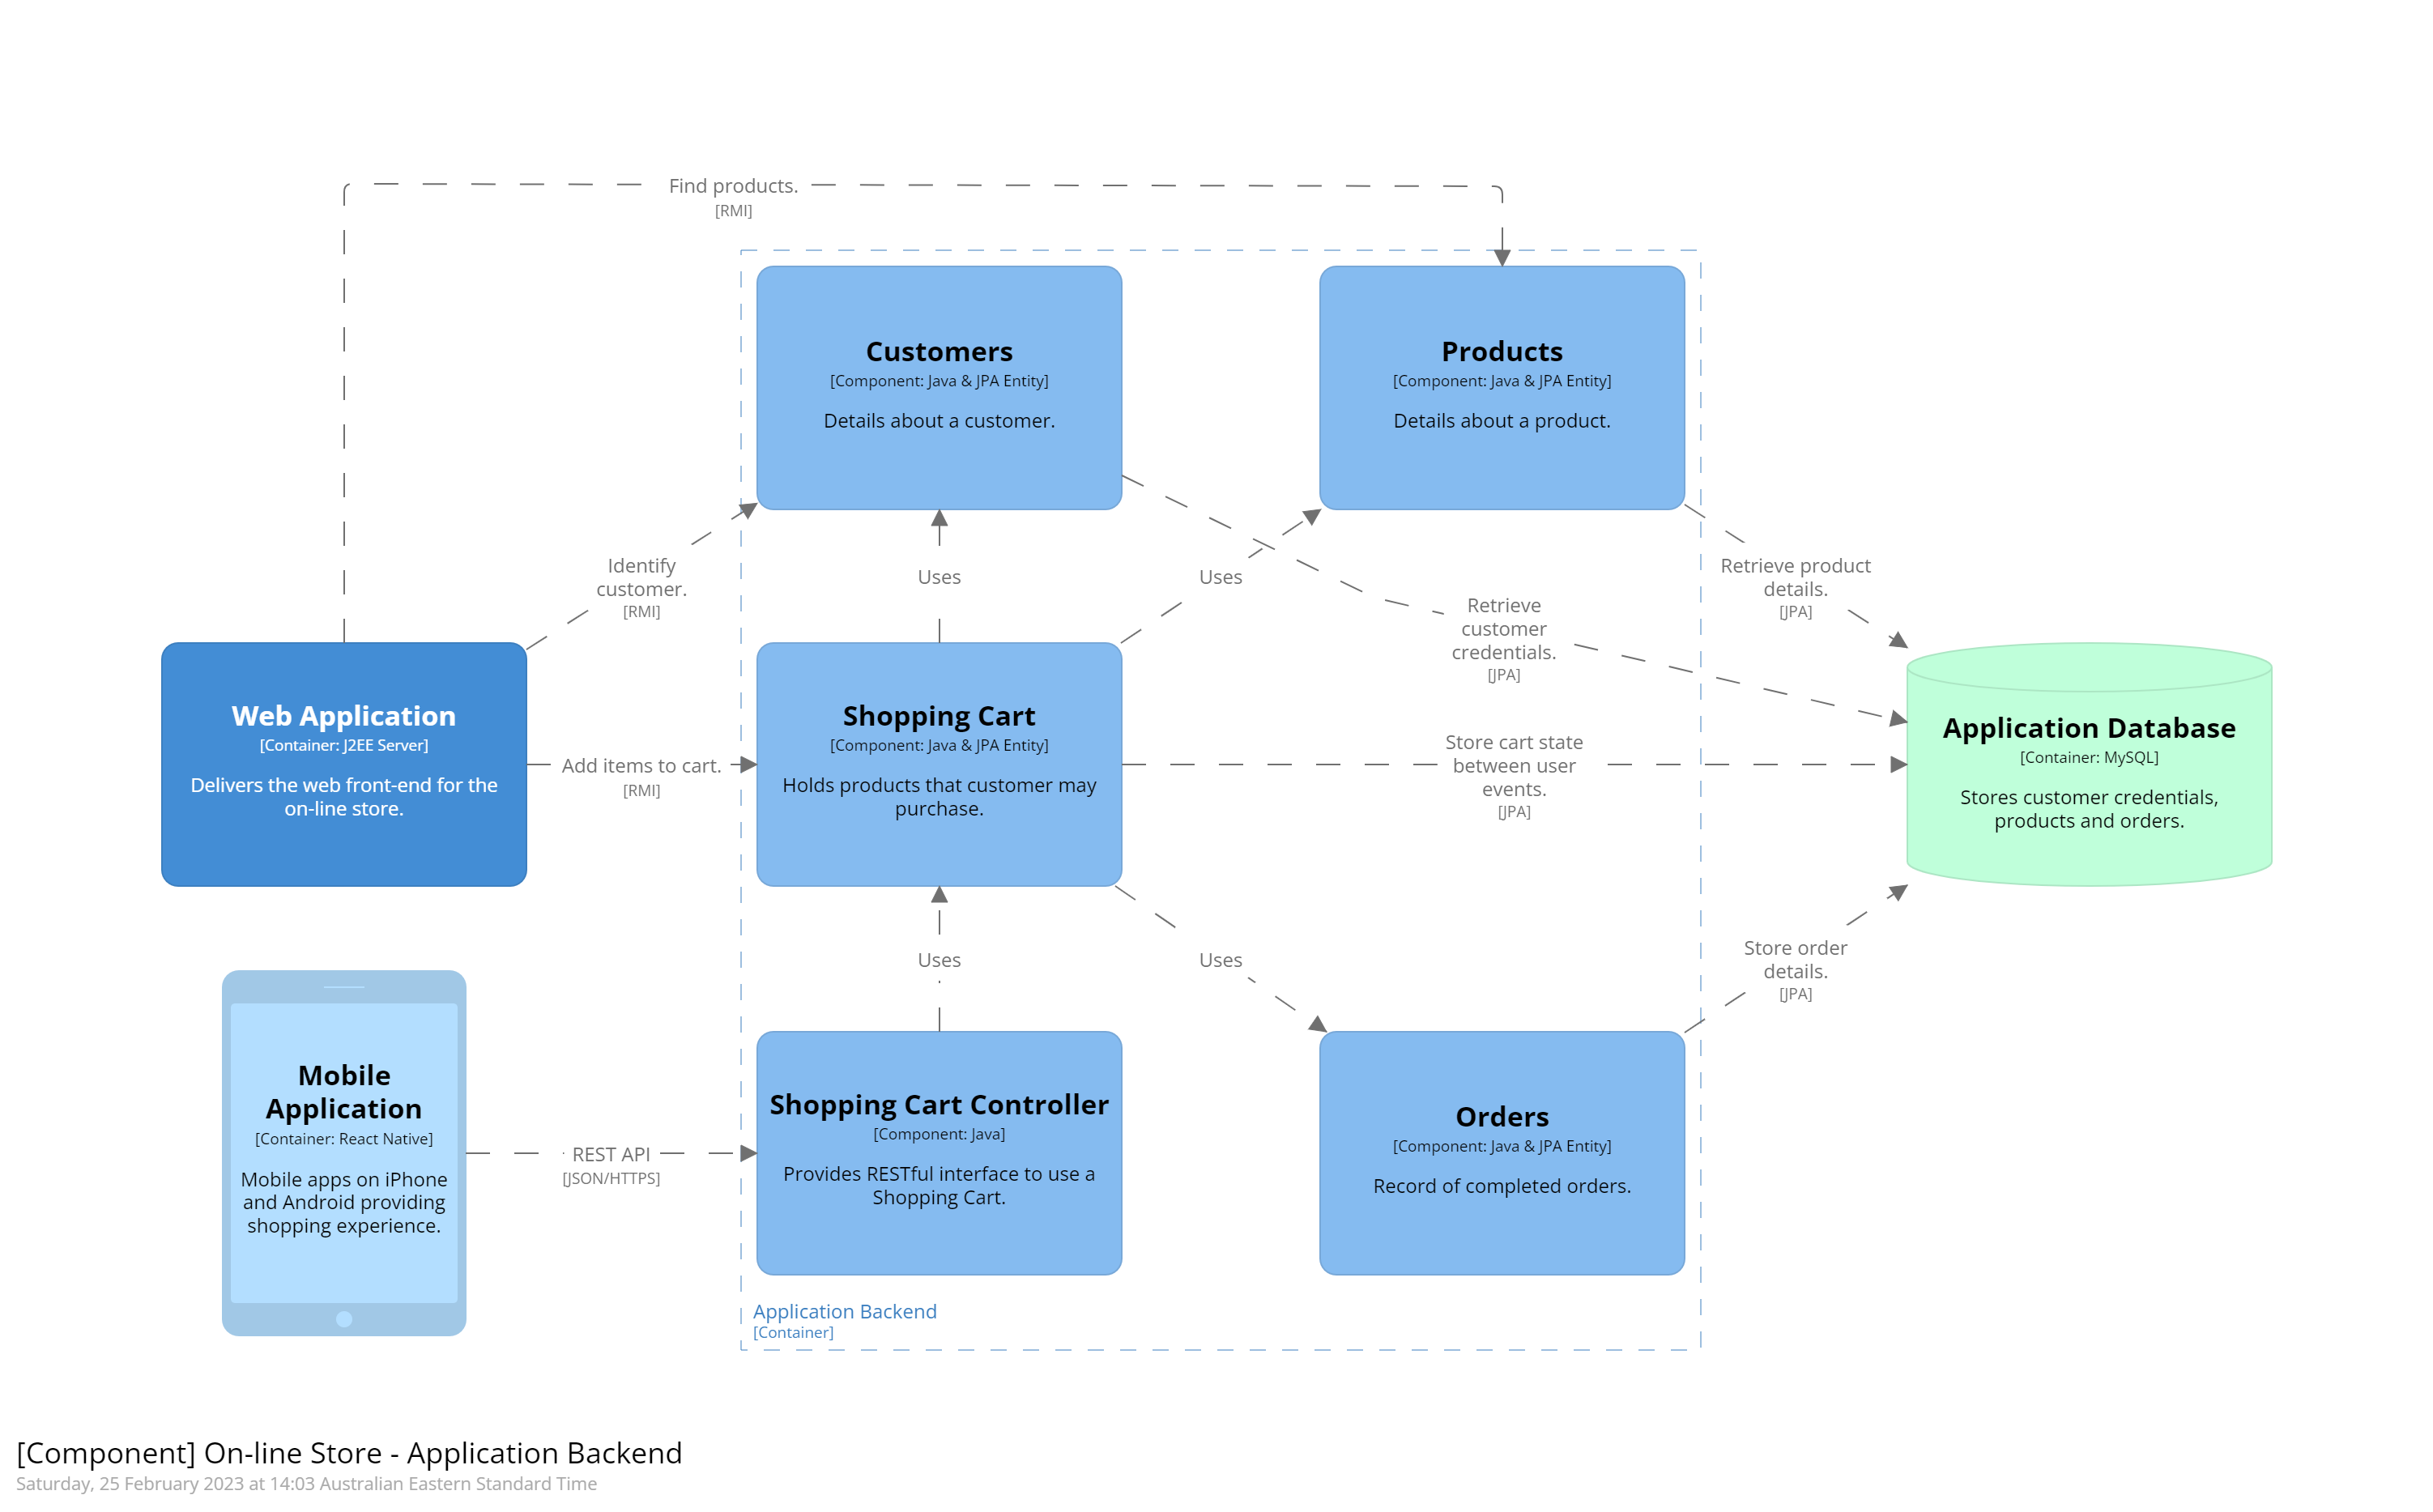 Find products.
[RMI]
Customers
[Component: Java & JPA Entity]
Details about a customer.
Products
[Component: Java & JPA Entity]
Details about a product.
Identify
customer.
[RMI]
Uses
Uses
Retrieve
customer
credentials.
[JPA]
Retrieve product
details.
[JPA]
Web Application
[Container: J2EE Server]
Delivers the web front-end for the
on-line store.
Add items to cart.
[RMI]
Shopping Cart
[Component: Java & JPA Entity]
Holds products that customer may
purchase.
Store cart state
between user
events.
[JPA]
Application Database
[Container: MySQL]
Stores customer credentials,
products and orders.
Uses
Uses
Store order
details.
[JPA]
Mobile
Application
[Container: React Native]
Mobile apps on iPhone
and Android providing
shopping experience.
REST API
[JSON/HTTPS]
Shopping Cart Controller
[Component: Java]
Provides RESTful interface to use a
Shopping Cart.
Orders
[Component: Java & JPA Entity]
Record of completed orders.
Application Backend
[Container]
[Component] On-line Store - Application Backend
Saturday, 25 February 2023 at 14:03 Australian Eastern Standard Time